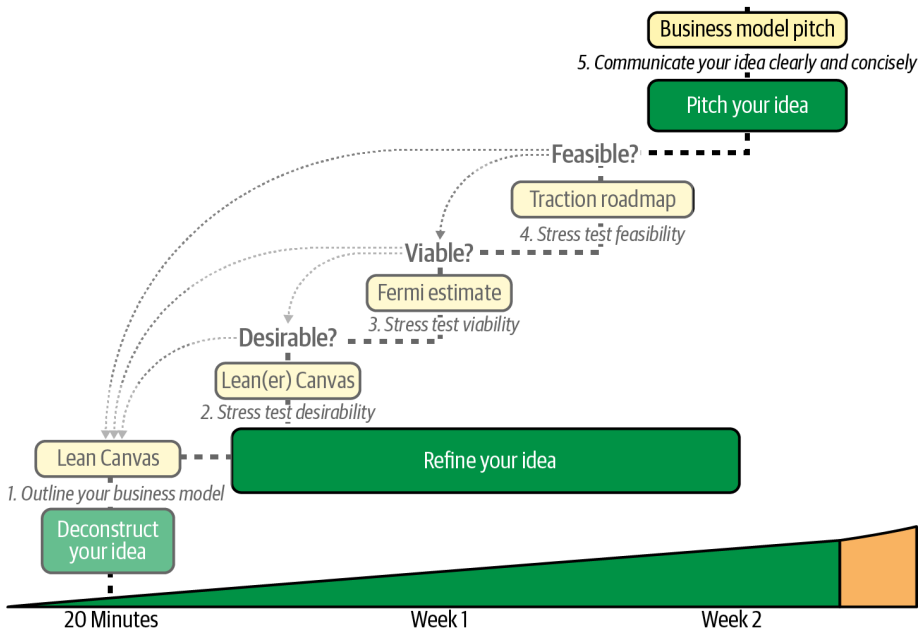 Business model pitch
5. Communicate your idea clearly and concisely
Pitch your idea
Feasible?
Traction roadmap
4. Stress test feasibility
Viable?
Fermi estimate
3. Stress test viability
Desirable?
Lean(er) Canvas
2. Stress test desirability
Refine your idea
Lean Canvas
1. Outline your business model
Deconstruct
your idea
20 Minutes
Week 1
Week 2